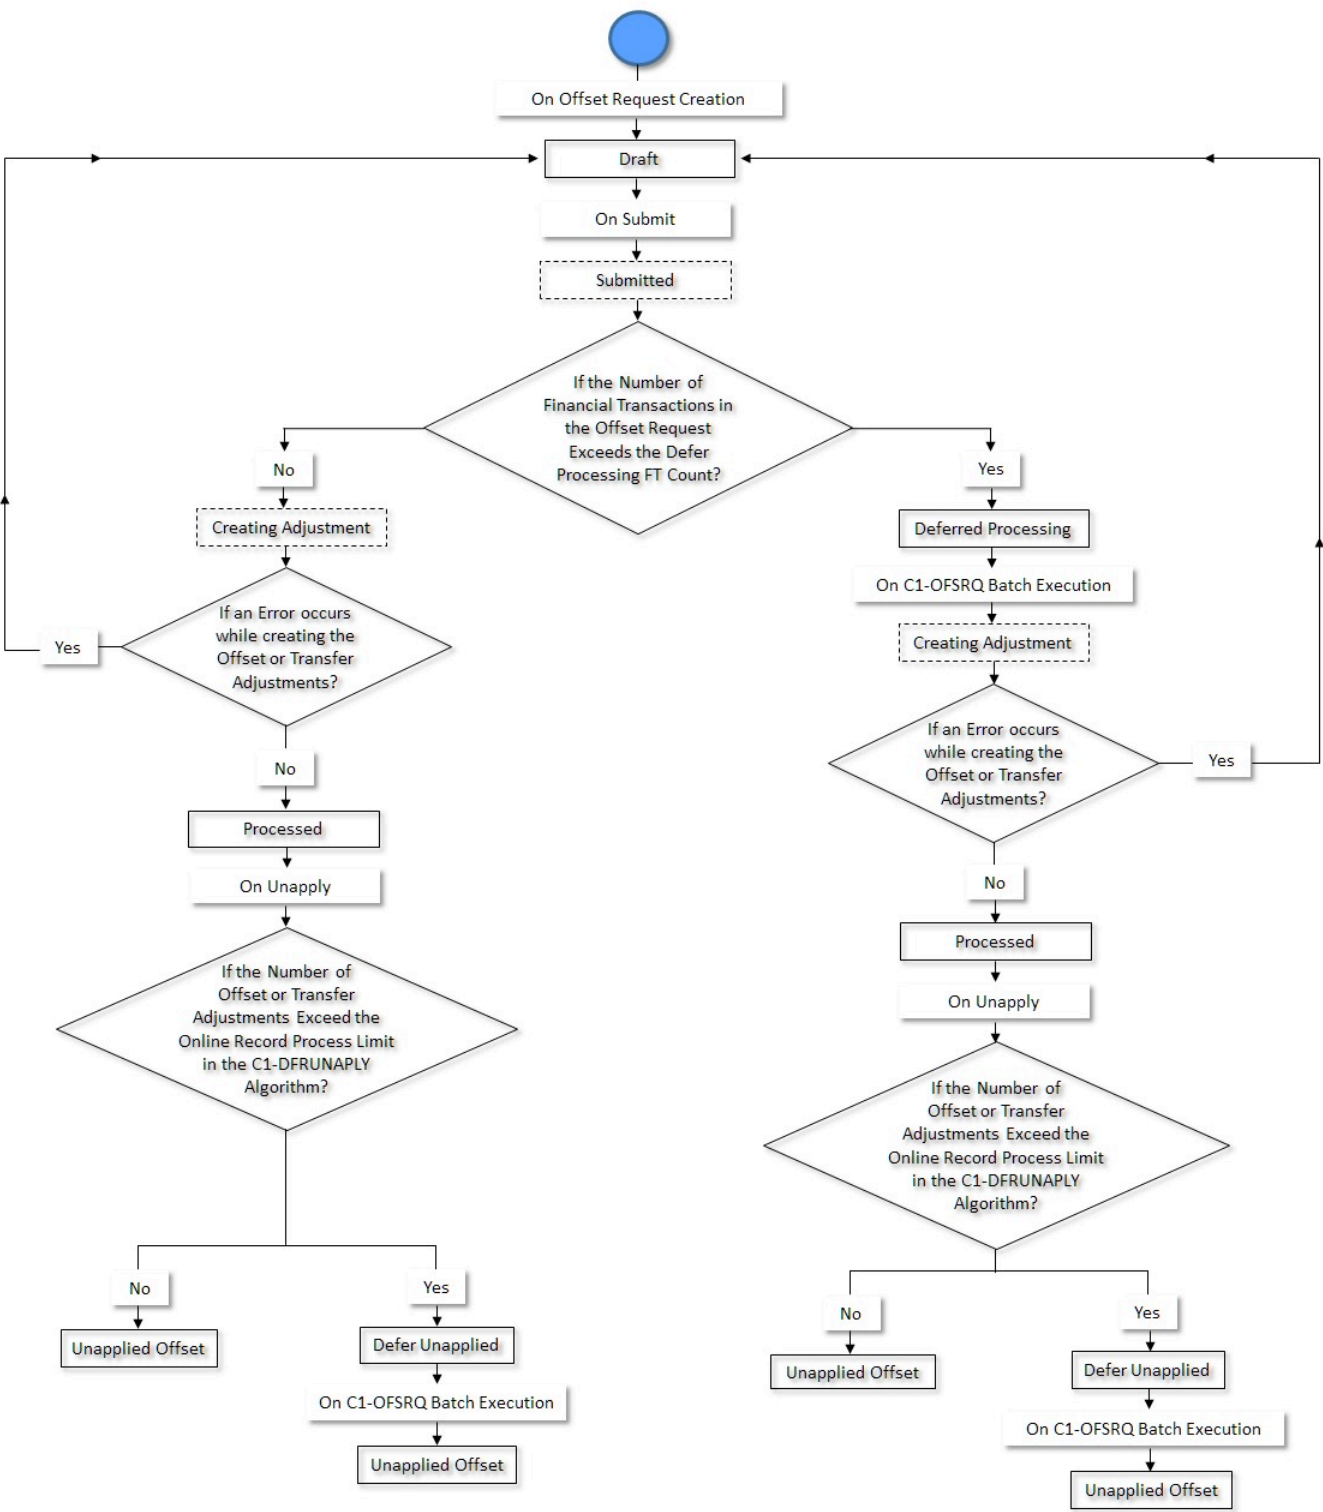 On Offset Request Creation
Draft
On Submit
Submitted
If the Number of
Financial Transactions in
the Offset Request
Exceeds the Defer
Processing FT Count?
No
Creating Adjustment
If an Error occurs
while creating the
Offset or Transfer
Adjustments?
Yes
No
Processed
On Unapply
If the Number of
Offset or Transfer
Adjustments Exceed the
Online Record Process Limit
in the C1-DFRUNAPLY
Algorithm?
No
Unapplied Offset
Yes
Defer Unapplied
On C1-OFSRQ Batch Execution
Unapplied Offset
Yes
Deferred Processing
On C1-OFSRQ Batch Execution
Creating Adjustment
If an Error occurs
while creating the
Offset or Transfer
Adjustments?
Yes
No
Processed
On Unapply
If the Number of
Offset or Transfer
Adjustments Exceed the
Online Record Process Limit
in the C1-DFRUNAPLY
Algorithm?
No
Unapplied Offset
Yes
Defer Unapplied
On C1-OFSRQ Batch Execution
Unapplied Offset